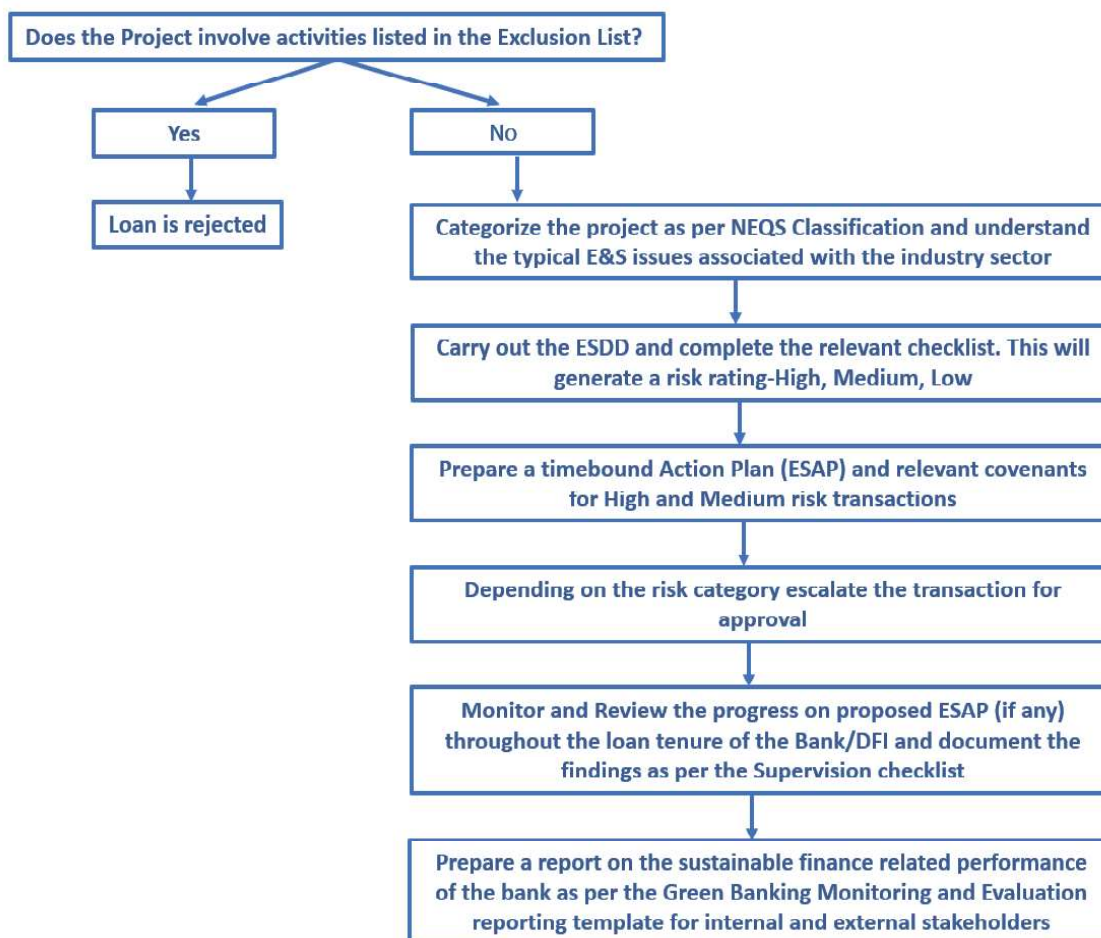 Does the Project involve activities listed in the Exclusion List?
Yes
No
Loan is rejected
Categorize the project as per NEQS Classification and understand
the typical E&S issues associated with the industry sector
Carry out the ESDD and complete the relevant checklist. This will
generate a risk rating-High, Medium, Low
Prepare a timebound Action Plan (ESAP) and relevant covenants
for High and Medium risk transactions
Depending on the risk category escalate the transaction for
approval
Monitor and Review the progress on proposed ESAP (if any)
throughout the loan tenure of the Bank/DFI and document the
findings as per the Supervision checklist
Prepare a report on the sustainable finance related performance
of the bank as per the Green Banking Monitoring and Evaluation
reporting template for internal and external stakeholders